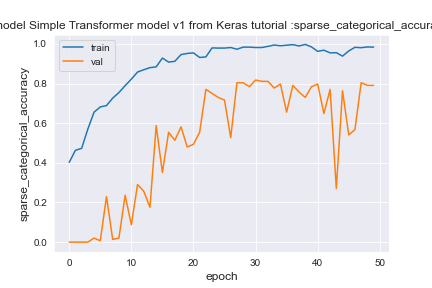 model Simple Transformer model v1 from Keras tutorial :sparse_categorical_accura
train
val
1.0
0.8
0.6
0.4
0.2
0.0
sparse_categorical_accuracy
0 10 20 30 40 50
epoch